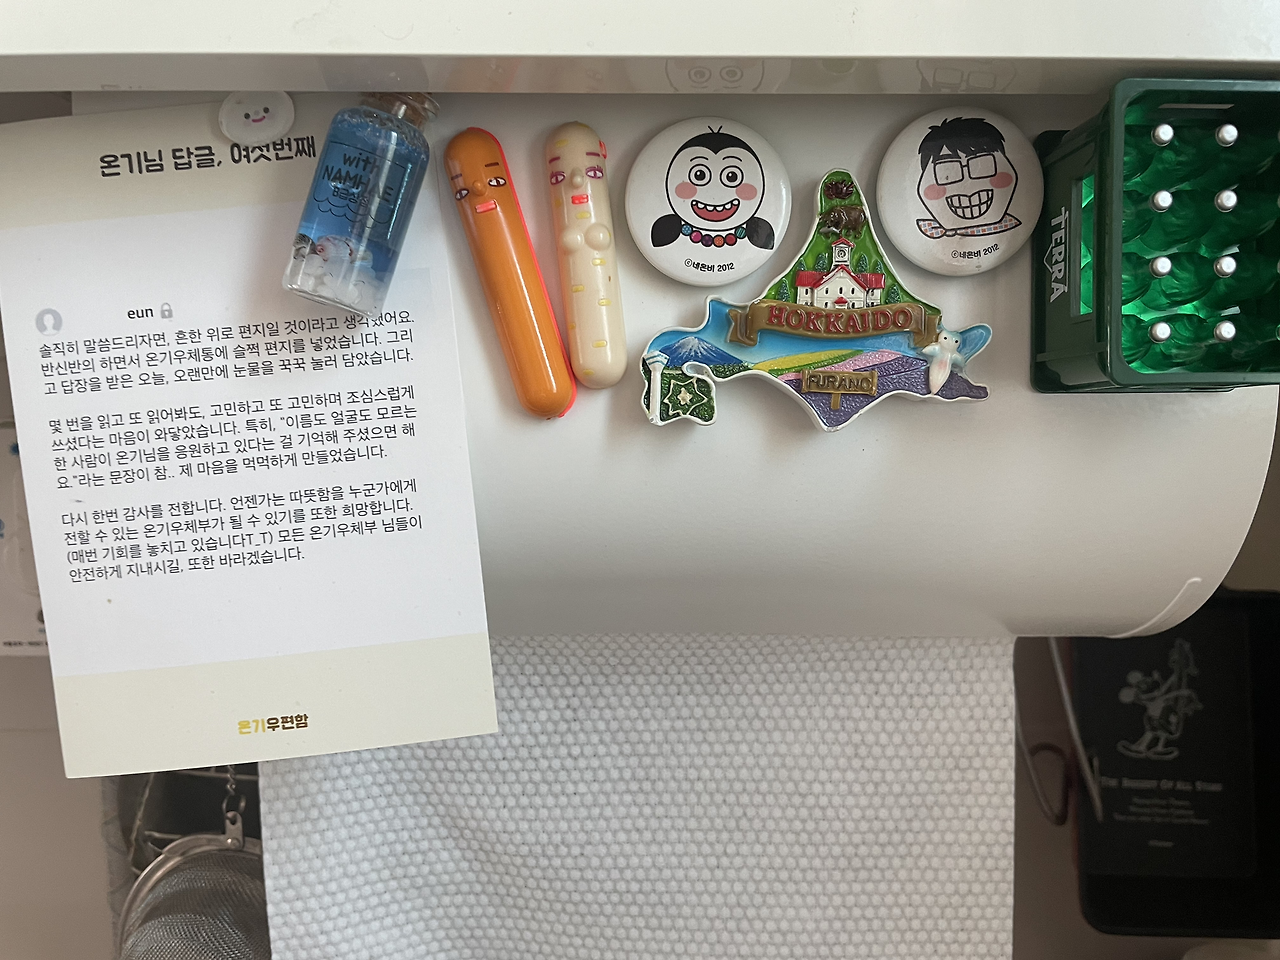 온기님 답글, 여섯번째
eun
솔직히 말씀드리자면, 흔한 위로 편지일 것이라고 생각했어요.
반신반의 하면서 온기우체통에 슬쩍 편지를 넣었습니다. 그리
고 답장을 받은 오늘, 오랜만에 눈물을 꾹꾹 눌러 담았습니다.
몇 번을 읽고 또 읽어봐도, 고민하고 또 고민하며 조심스럽게
쓰셨다는 마음이 와닿았습니다. 특히, "이름도 얼굴도 모르는
한 사람이 온기님을 응원하고 있다는 걸 기억해 주셨으면 해
요."라는 문장이 참.. 제 마음을 먹먹하게 만들었습니다.
다시 한번 감사를 전합니다. 언젠가는 따뜻함을 누군가에게
전할 수 있는 온기우체부가 될 수 있기를 또한 희망합니다.
(매번 기회를 놓치고 있습니다T_T) 모든 온기우체부 님들이
안전하게 지내시길, 또한 바라겠습니다.
온기우편함
with
NAMHAE
ⓒ네온비 2012
ⓒ네온비 2012
HOKKAIDO
FURANO
TERRA